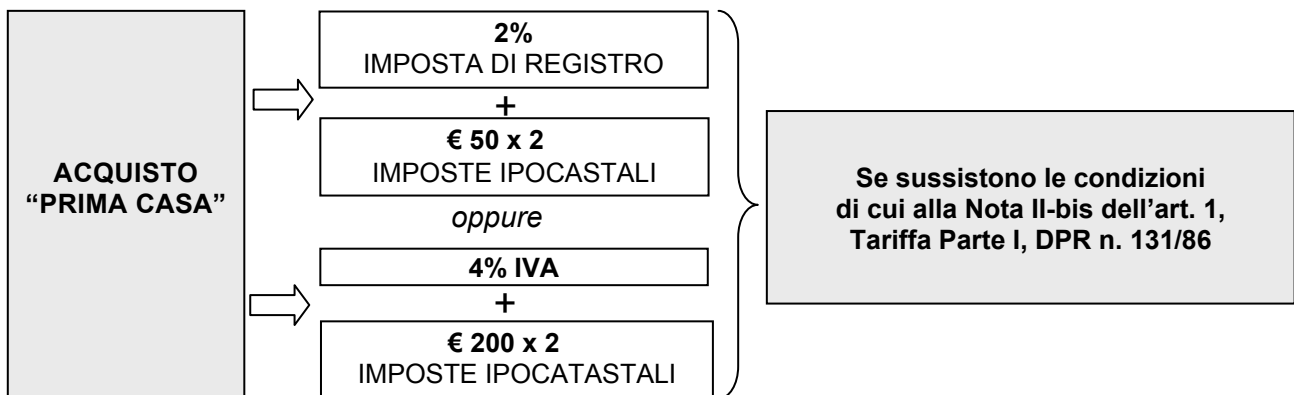 ACQUISTO
“PRIMA CASA”
2%
IMPOSTA DI REGISTRO
+
€ 50 x 2
IMPOSTE IPOCASTALI
oppure
4% IVA
+
€ 200 x 2
IMPOSTE IPOCATASTALI
Se sussistono le condizioni
di cui alla Nota II-bis dell’art. 1,
Tariffa Parte I, DPR n. 131/86